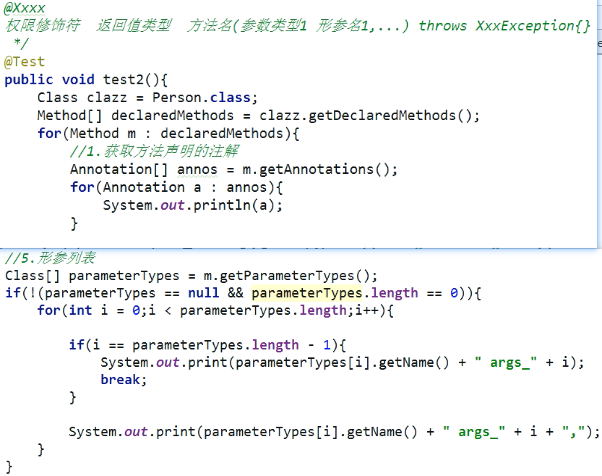 @Xxxx
权限修饰符 返回值类型 方法名(参数类型1 形参名1,...) throws XxxException{}
*/
@Test
public void test2(){
Class clazz = Person.class;
Method[] declaredMethods = clazz.getDeclaredMethods();
for(Method m : declaredMethods){
//1.获取方法声明的注解
Annotation[] annos = m.getAnnotations();
for(Annotation a : annos){
System.out.println(a);
}
//5.形参列表
Class[] parameterTypes = m.getParameterTypes();
if(!(parameterTypes == null && parameterTypes.length == 0)){
for(int i = 0;i < parameterTypes.length;i++){
if(i == parameterTypes.length - 1){
System.out.print(parameterTypes[i].getName() + " args_" + i);
break;
}
System.out.print(parameterTypes[i].getName() + " args_" + i + ",");
}
}